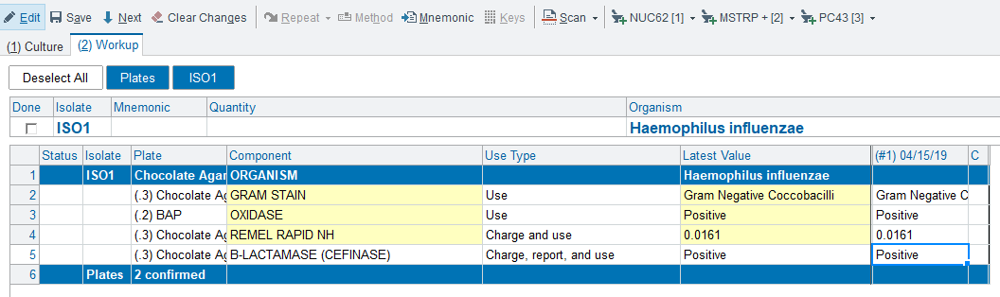 Edit Save Next Clear Changes Repeat Method Mnemonic Keys Scan NUC62 [1] MSTRP + [2] PC43 [3]
(1) Culture (2) Workup
Deselect All Plates ISO1
Done Isolate Mnemonic Quantity Organism
ISO1 Haemophilus influenzae
Status Isolate Plate Component Use Type Latest Value (#1) 04/15/19 C
1 ISO1 Chocolate Agar ORGANISM Haemophilus influenzae
2 (.3) Chocolate Ag GRAM STAIN Use Gram Negative Coccobacilli Gram Negative C
3 (.2) BAP OXIDASE Use Positive Positive
4 (.3) Chocolate Ag REMEL RAPID NH Charge and use 0.0161 0.0161
5 (.3) Chocolate Ag B-LACTAMASE (CEFINASE) Charge, report, and use Positive Positive
6 Plates 2 confirmed